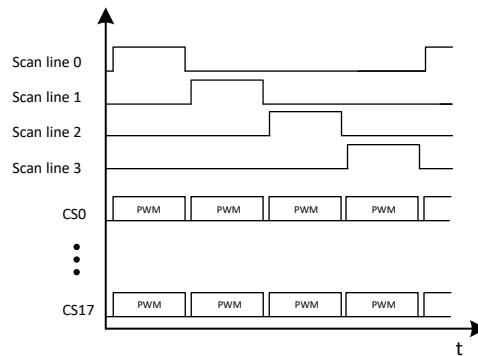 Scan line 0
Scan line 1
Scan line 2
Scan line 3
CS0 PWM PWM PWM PWM
CS17 PWM PWM PWM PWM
t